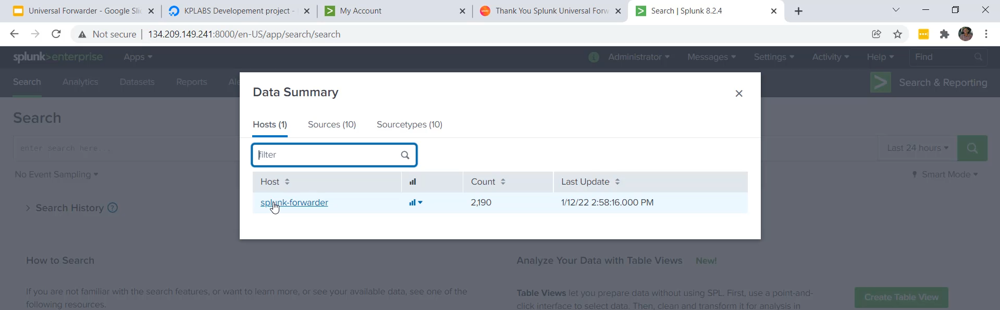 Universal Forwarder - Google Slid
KPLABS Developement project -
My Account
Thank You Splunk Universal Forw
Search | Splunk 8.2.4
Not secure | 134.209.149.241:8000/en-US/app/search/search
splunk>enterprise Apps Administrator Messages Settings Activity Help Find
Search Analytics Datasets Reports Ale Search & Reporting
Data Summary
Search
Hosts (1) Sources (10) Sourcetypes (10)
enter search here... Last 24 hours
filter
No Event Sampling Smart Mode
Host Count Last Update
splunk-forwarder 2,190 1/12/22 2:58:16.000 PM
Search History ?
How to Search
Analyze Your Data with Table Views New!
If you are not familiar with the search features, or want to learn more, or see your available data, see one of the
following resources.
Table Views let you prepare data without using SPL. First, use a point-and-
click interface to select data. Then, clean and transform it for analysis in
Create Table View